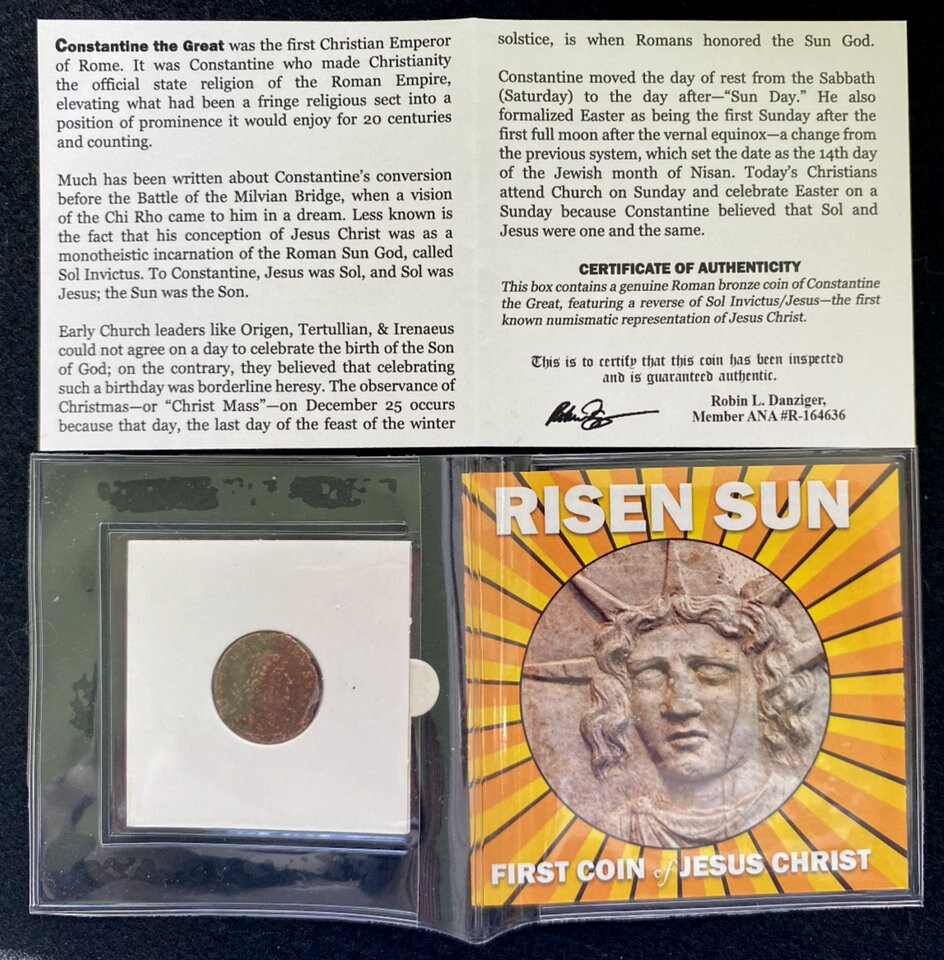 Constantine the Great was the first Christian Emperor
of Rome. It was Constantine who made Christianity
the official state religion of the Roman Empire,
elevating what had been a fringe religious sect into a
position of prominence it would enjoy for 20 centuries
and counting.
Much has been written about Constantine's conversion
before the Battle of the Milvian Bridge, when a vision
of the Chi Rho came to him in a dream. Less known is
the fact that his conception of Jesus Christ was as a
monotheistic incarnation of the Roman Sun God, called
Sol Invictus. To Constantine, Jesus was Sol, and Sol was
Jesus; the Sun was the Son.
Early Church leaders like Origen, Tertullian, & Irenaeus
could not agree on a day to celebrate the birth of the Son
of God; on the contrary, they believed that celebrating
such a birthday was borderline heresy. The observance of
Christmas—or “Christ Mass”—on December 25 occurs
because that day, the last day of the feast of the winter
solstice, is when Romans honored the Sun God.
Constantine moved the day of rest from the Sabbath
(Saturday) to the day after—“Sun Day.” He also
formalized Easter as being the first Sunday after the
first full moon after the vernal equinox—a change from
the previous system, which set the date as the 14th day
of the Jewish month of Nisan. Today's Christians
attend Church on Sunday and celebrate Easter on a
Sunday because Constantine believed that Sol and
Jesus were one and the same.
CERTIFICATE OF AUTHENTICITY
This box contains a genuine Roman bronze coin of Constantine
the Great, featuring a reverse of Sol Invictus/Jesus—the first
known numismatic representation of Jesus Christ.
This is to certify that this coin has been inspected
and is guaranteed authentic.
Robin L. Danziger,
Member ANA #R-164636
RISEN SUN
FIRST COIN of JESUS CHRIST